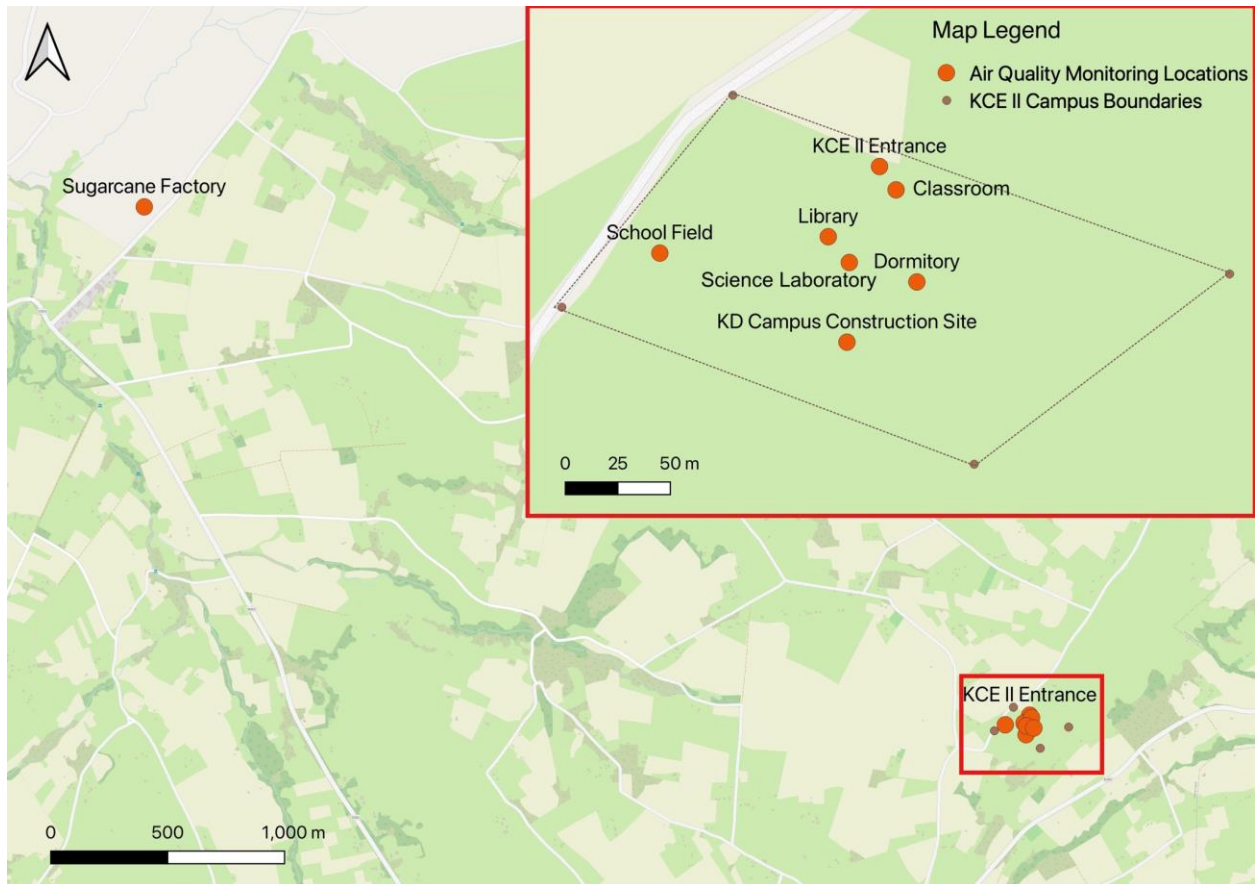 Map Legend
Air Quality Monitoring Locations
KCE II Campus Boundaries
KCE II Entrance
Classroom
Sugarcane Factory
Library
School Field
Dormitory
Science Laboratory
KD Campus Construction Site
0 25 50 m
KCE II Entrance
0 500 1,000 m